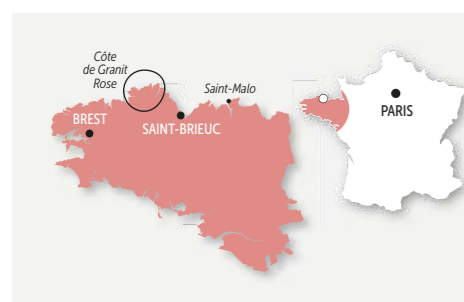 Côte
de Granit
Rose
Saint-Malo
BREST
SAINT-BRIEUC
PARIS